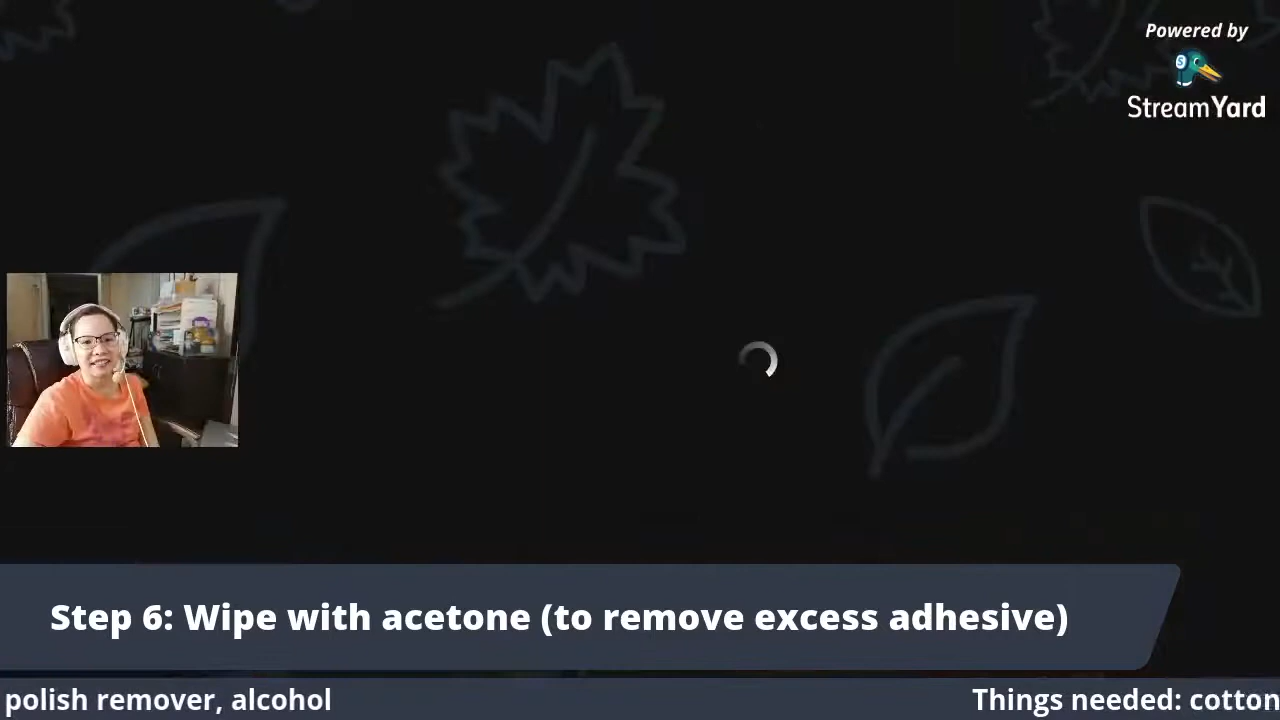 Powered by
StreamYard
Step 6: Wipe with acetone (to remove excess adhesive)
polish remover, alcohol
Things needed: cotton